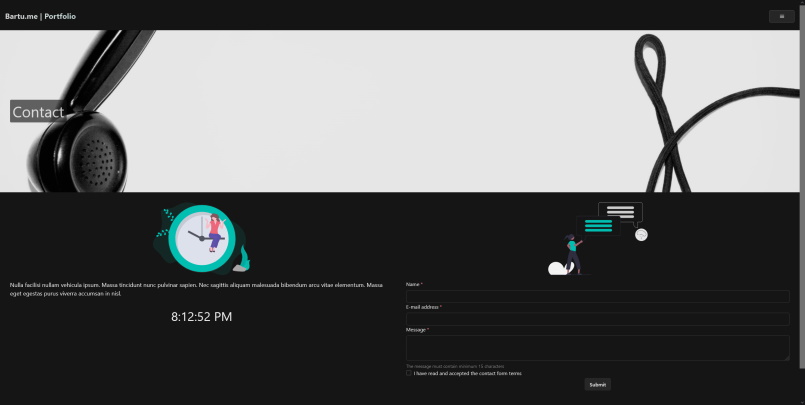 Bartu.me | Portfolio
Contact
Nulla facilisi nullam vehicula ipsum. Massa tincidunt nunc pulvinar sapien. Nec sagittis aliquam malesuada bibendum arcu vitae elementum. Massa
eget egestas purus viverra accumsan in nisl.
8:12:52 PM
Name *
E-mail address *
Message *
The message must contain minimum 15 characters
I have read and accepted the contact form terms
Submit